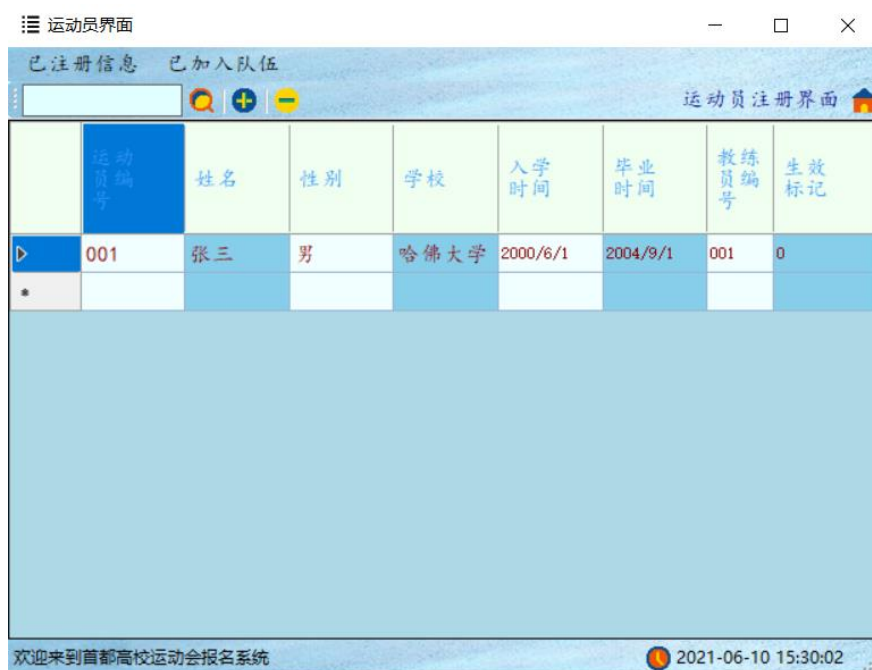 运动员界面
已注册信息 已加入队伍
运动员注册界面
运动员编号 姓名 性别 学校 入学时间 毕业时间 教练员编号 生效标记
001 张三 男 哈佛大学 2000/6/1 2004/9/1 001 0
欢迎来到首都高校运动会报名系统 2021-06-10 15:30:02